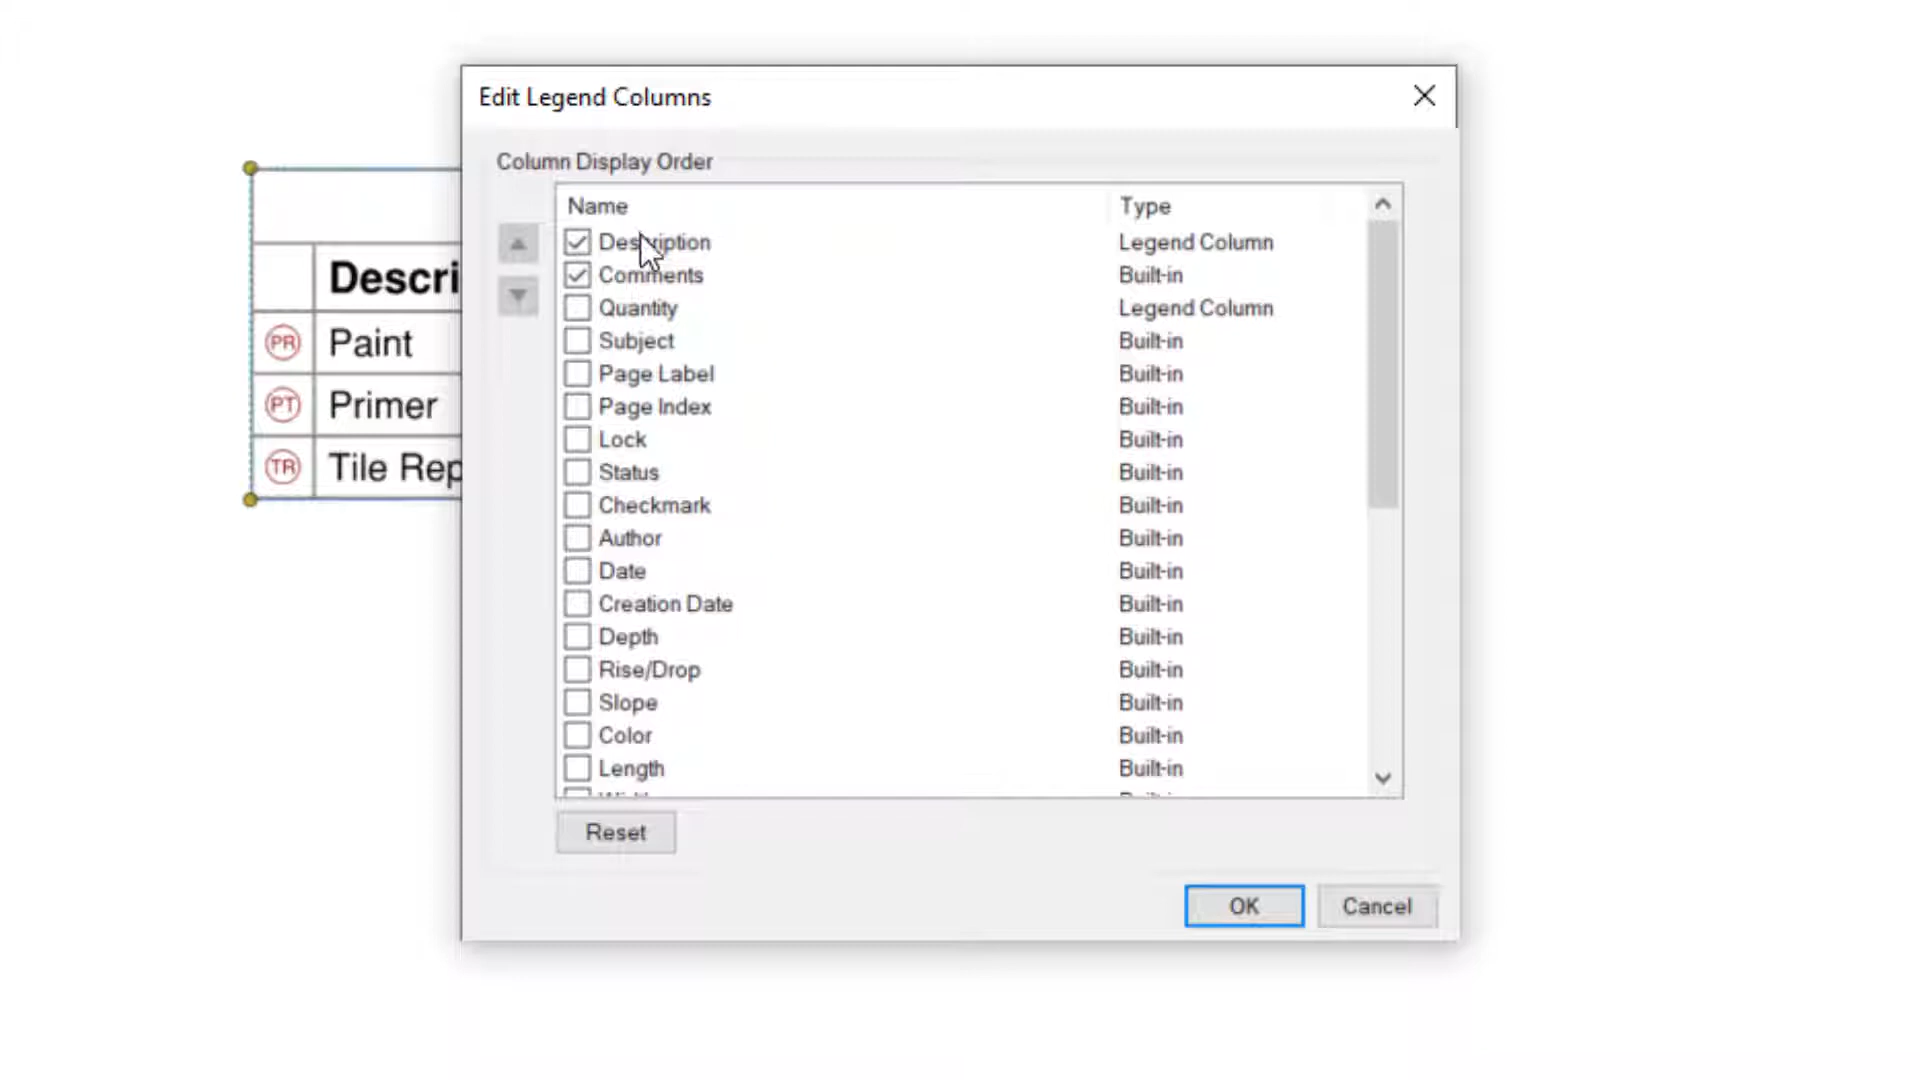 Edit Legend Columns
Column Display Order
Name Type
Description Legend Column
Comments Built-in
Quantity Legend Column
Subject Built-in
Page Label Built-in
Page Index Built-in
Lock Built-in
Status Built-in
Checkmark Built-in
Author Built-in
Date Built-in
Creation Date Built-in
Depth Built-in
Rise/Drop Built-in
Slope Built-in
Color Built-in
Length Built-in
Reset
OK Cancel
Descri
PR Paint
PT Primer
TR Tile Rep